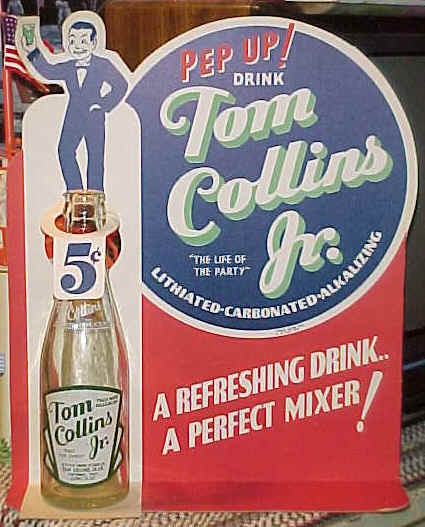 PEP UP!
DRINK
Tom
Collins
Jr.
"THE LIFE OF
THE PARTY"
LITHIATED-CARBONATED-ALKALIZING
5¢
Collins
Tom
Collins
Jr.
A REFRESHING DRINK..
A PERFECT MIXER!